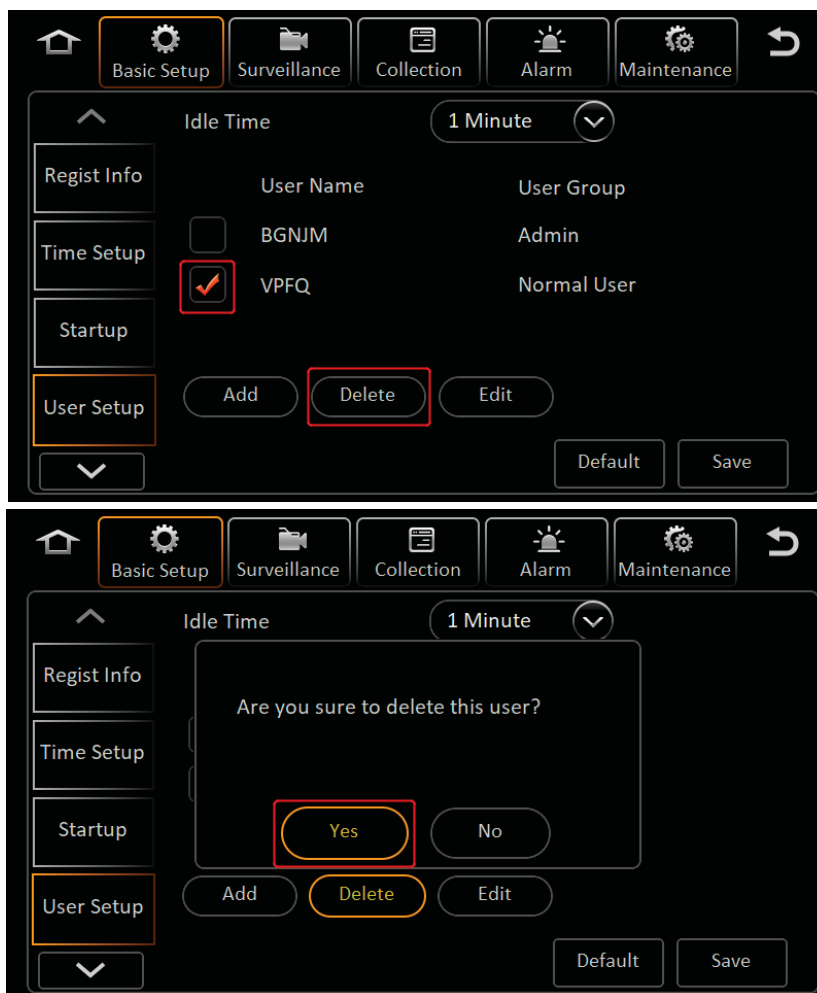 Basic Setup Surveillance Collection Alarm Maintenance
Idle Time 1 Minute
Regist Info
User Name User Group
BGNJM Admin
Time Setup
VPFQ Normal User
Startup
Add Delete Edit
User Setup
Default Save
Basic Setup Surveillance Collection Alarm Maintenance
Idle Time 1 Minute
Regist Info
Are you sure to delete this user?
Time Setup
Startup
Yes No
Add Delete Edit
User Setup
Default Save